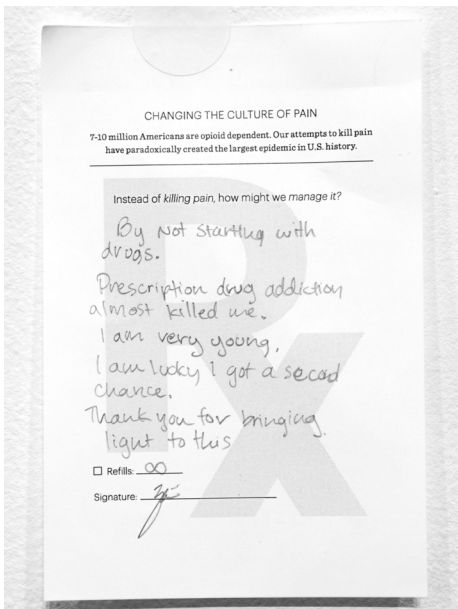 CHANGING THE CULTURE OF PAIN
7-10 million Americans are opioid dependent. Our attempts to kill pain
have paradoxically created the largest epidemic in U.S. history.
Instead of killing pain, how might we manage it?
By not starting with
drugs.
Prescription drug addiction
almost killed me.
I am very young,
I am lucky I got a secod
chance.
Thank you for bringing
light to this
Refills: ∞
Signature:
Rx